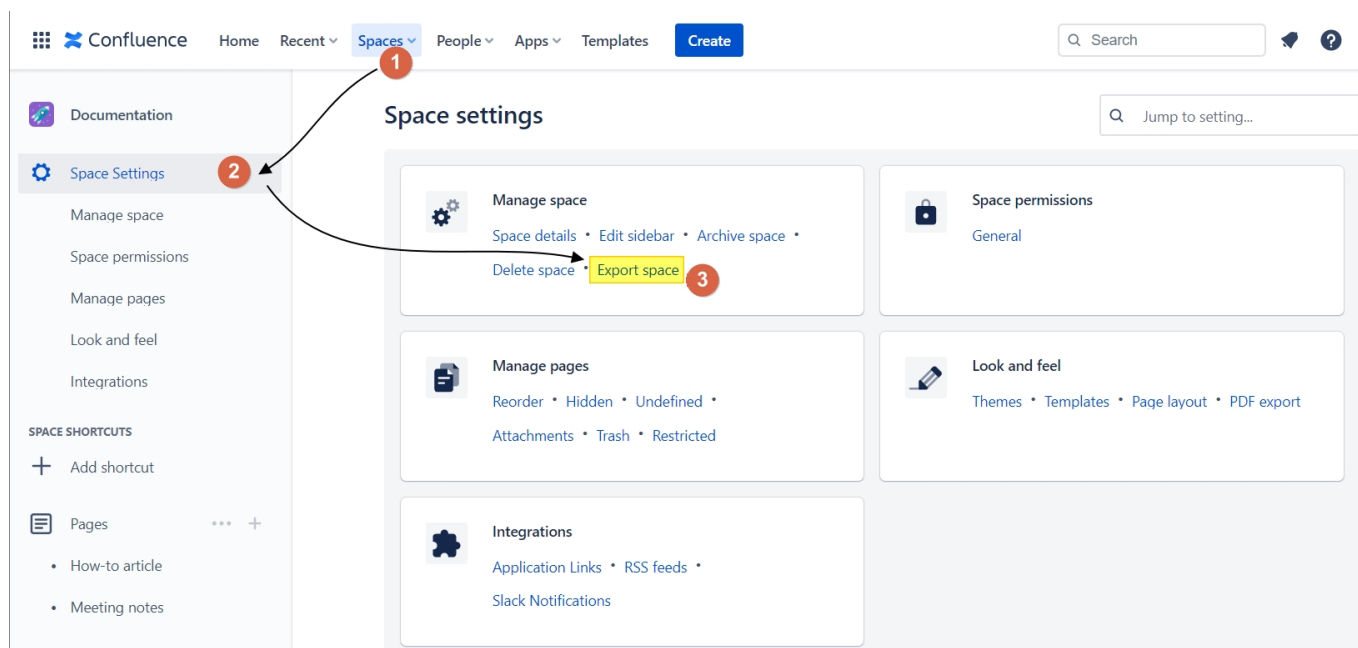 Confluence Home Recent Spaces People Apps Templates Create Search
1
Documentation
Space settings
Jump to setting...
Space Settings 2
Manage space
Space permissions
Manage pages
Look and feel
Integrations
SPACE SHORTCUTS
Add shortcut
Pages
• How-to article
• Meeting notes
Manage space
Space details • Edit sidebar • Archive space •
Delete space • Export space 3
Space permissions
General
Manage pages
Reorder • Hidden • Undefined •
Attachments • Trash • Restricted
Look and feel
Themes • Templates • Page layout • PDF export
Integrations
Application Links • RSS feeds •
Slack Notifications